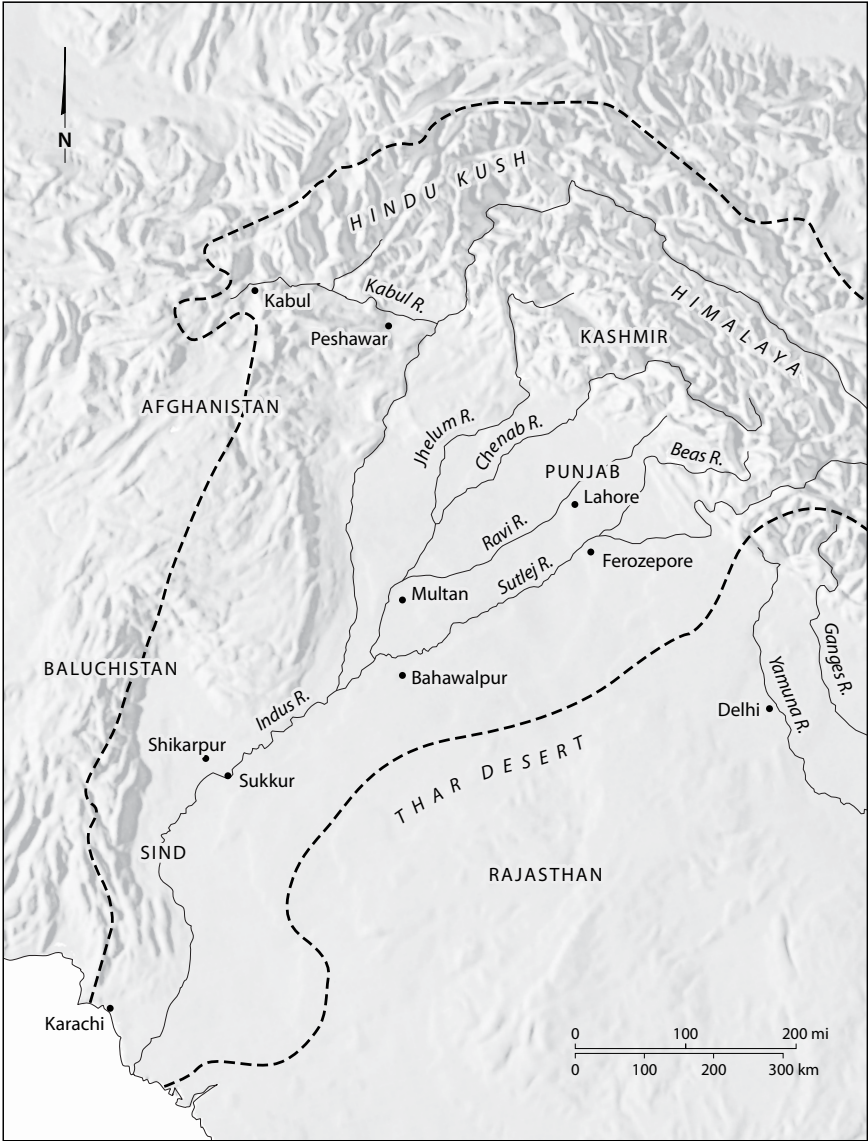 N
HINDU KUSH
Kabul
Kabul R.
Peshawar
HIMALAYA
KASHMIR
AFGHANISTAN
Jhelum R.
Chenab R.
Beas R.
PUNJAB
Lahore
Ravi R.
Sutlej R.
Ferozepore
Multan
Ganges R.
BALUCHISTAN
Bahawalpur
Yamuna R.
Indus R.
Delhi
Shikarpur
Sukkur
THAR DESERT
SIND
RAJASTHAN
Karachi
0 100 200 mi
0 100 200 300 km